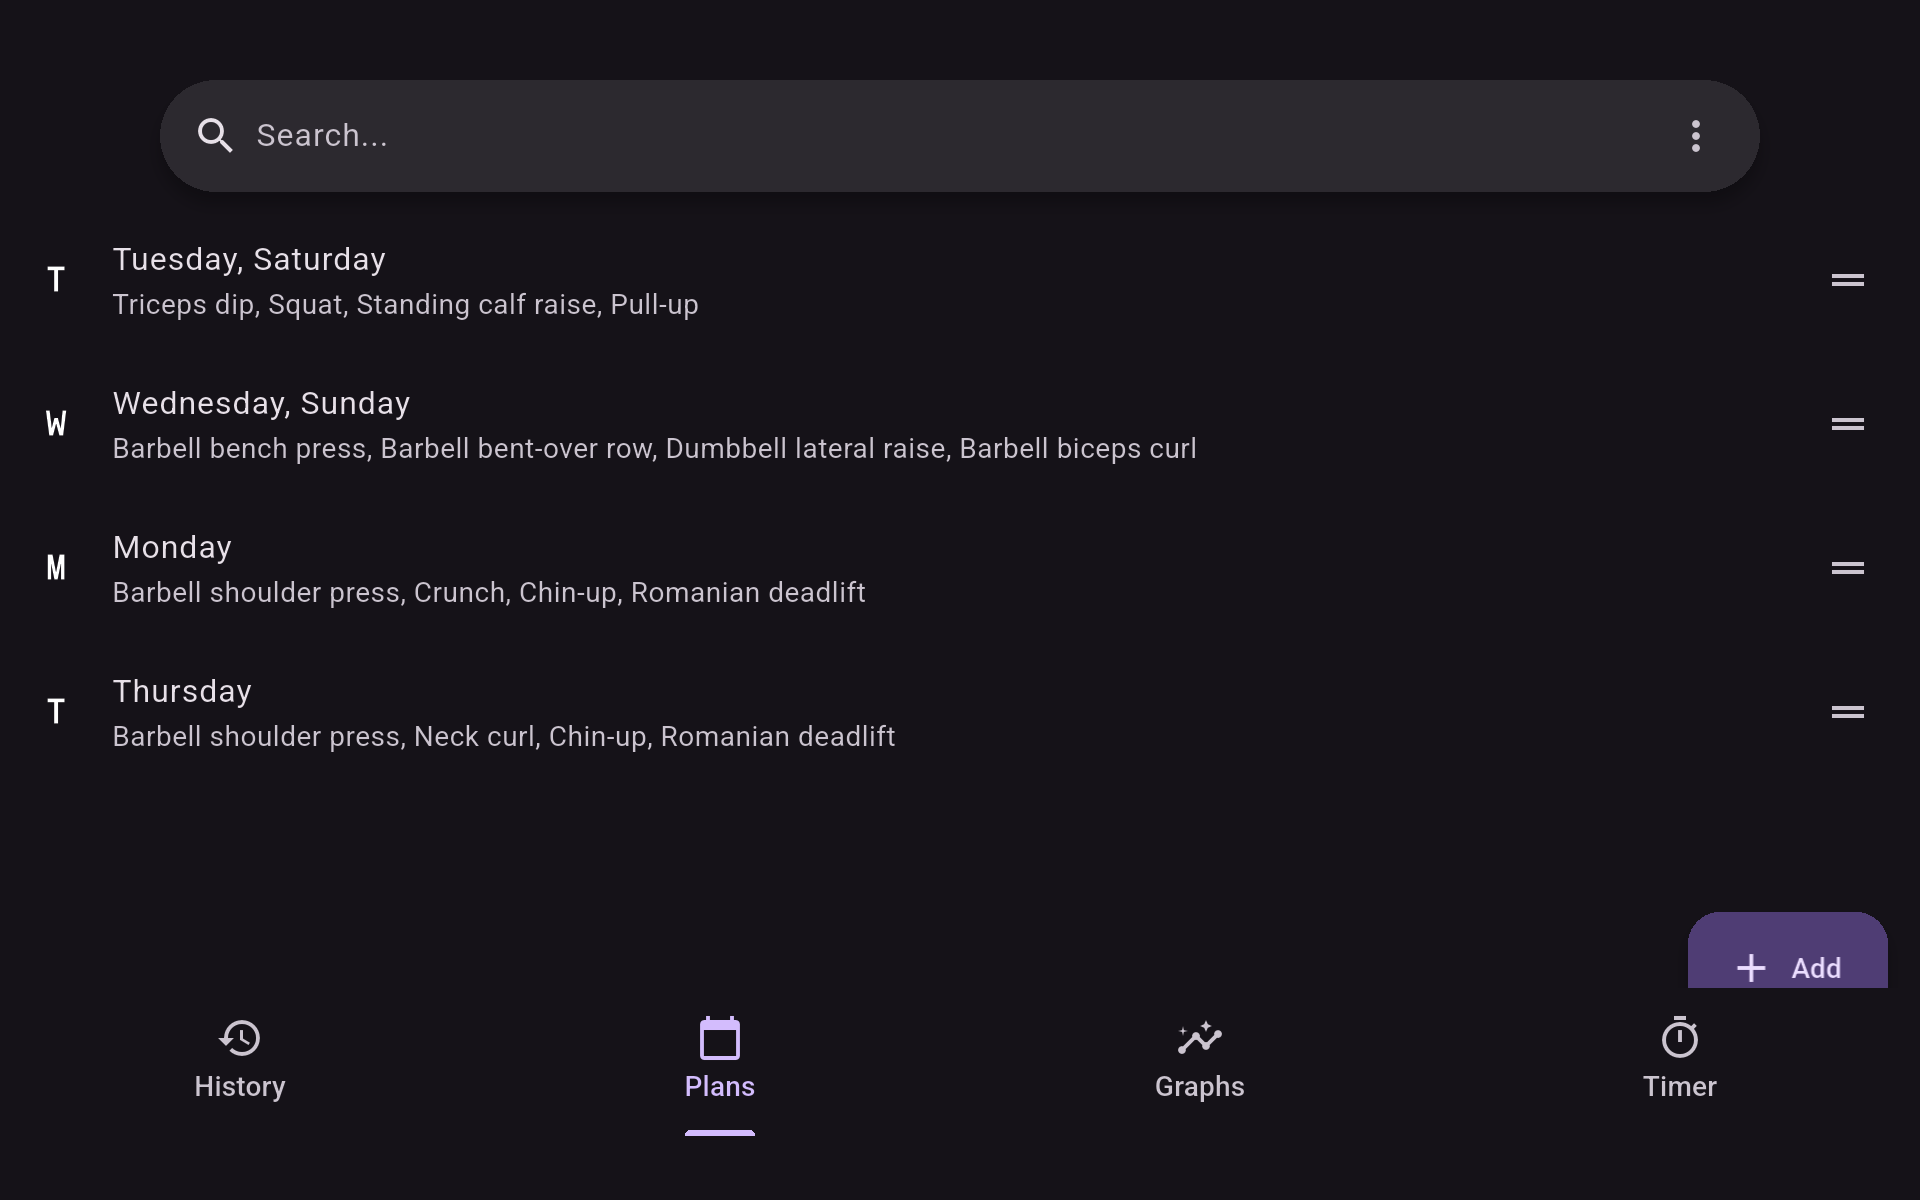 Search...
T
Tuesday, Saturday
Triceps dip, Squat, Standing calf raise, Pull-up
W
Wednesday, Sunday
Barbell bench press, Barbell bent-over row, Dumbbell lateral raise, Barbell biceps curl
M
Monday
Barbell shoulder press, Crunch, Chin-up, Romanian deadlift
T
Thursday
Barbell shoulder press, Neck curl, Chin-up, Romanian deadlift
Add
History
Plans
Graphs
Timer